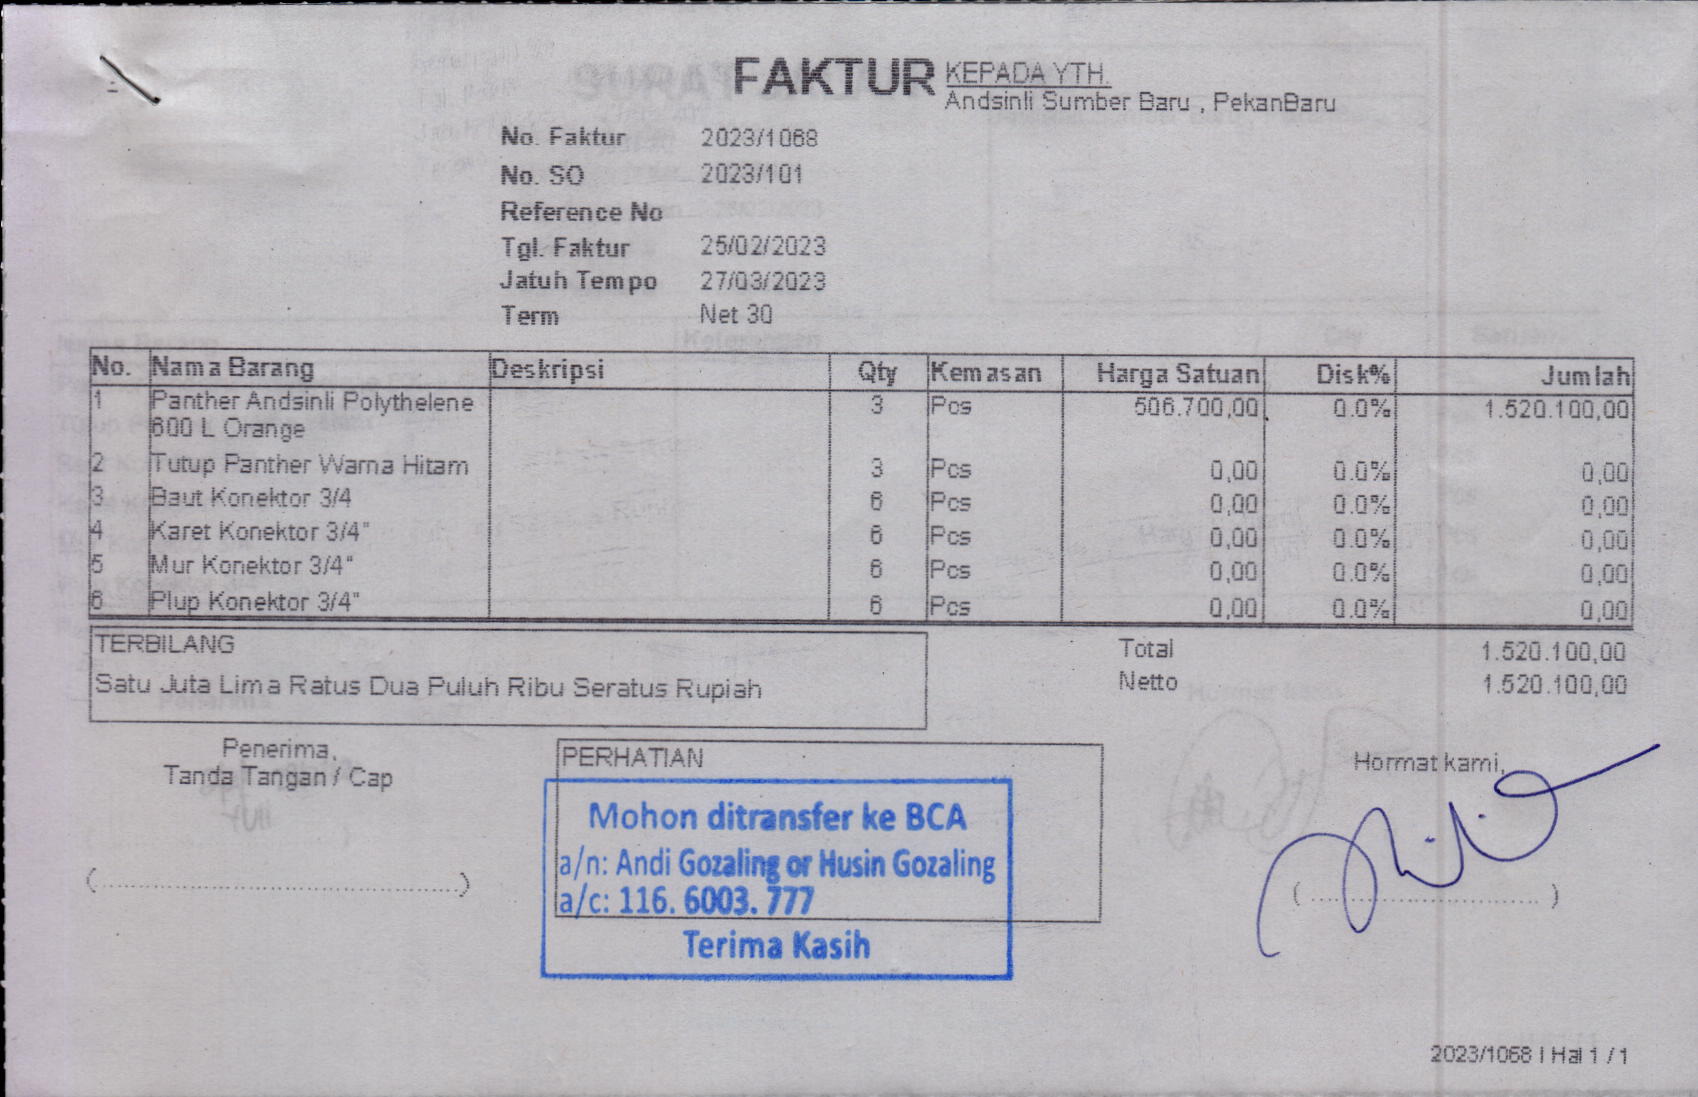 FAKTUR
KEPADA YTH.
Andsinli Sumber Baru , PekanBaru
No. Faktur 2023/1068
No. SO 2023/101
Reference No
Tgl. Faktur 25/02/2023
Jatuh Tempo 27/03/2023
Term Net 30
No. Nama Barang Deskripsi Qty Kemasan Harga Satuan Disk% Jumlah
1 Panther Andsinli Polythelene 3 Pcs 506.700,00 0.0% 1.520.100,00
600 L Orange
2 Tutup Panther Warna Hitam 3 Pcs 0,00 0.0% 0,00
3 Baut Konektor 3/4 6 Pcs 0,00 0.0% 0,00
4 Karet Konektor 3/4" 6 Pcs 0,00 0.0% 0,00
5 Mur Konektor 3/4" 6 Pcs 0,00 0.0% 0,00
6 Plup Konektor 3/4" 6 Pcs 0,00 0.0% 0,00
TERBILANG
Satu Juta Lima Ratus Dua Puluh Ribu Seratus Rupiah
Total 1.520.100,00
Netto 1.520.100,00
Penerima,
Tanda Tangan / Cap
(..................................................)
PERHATIAN
Mohon ditransfer ke BCA
a/n: Andi Gozaling or Husin Gozaling
a/c: 116. 6003. 777
Terima Kasih
Hormat kami,
( ................................ )
2023/1068 | Hal 1 / 1